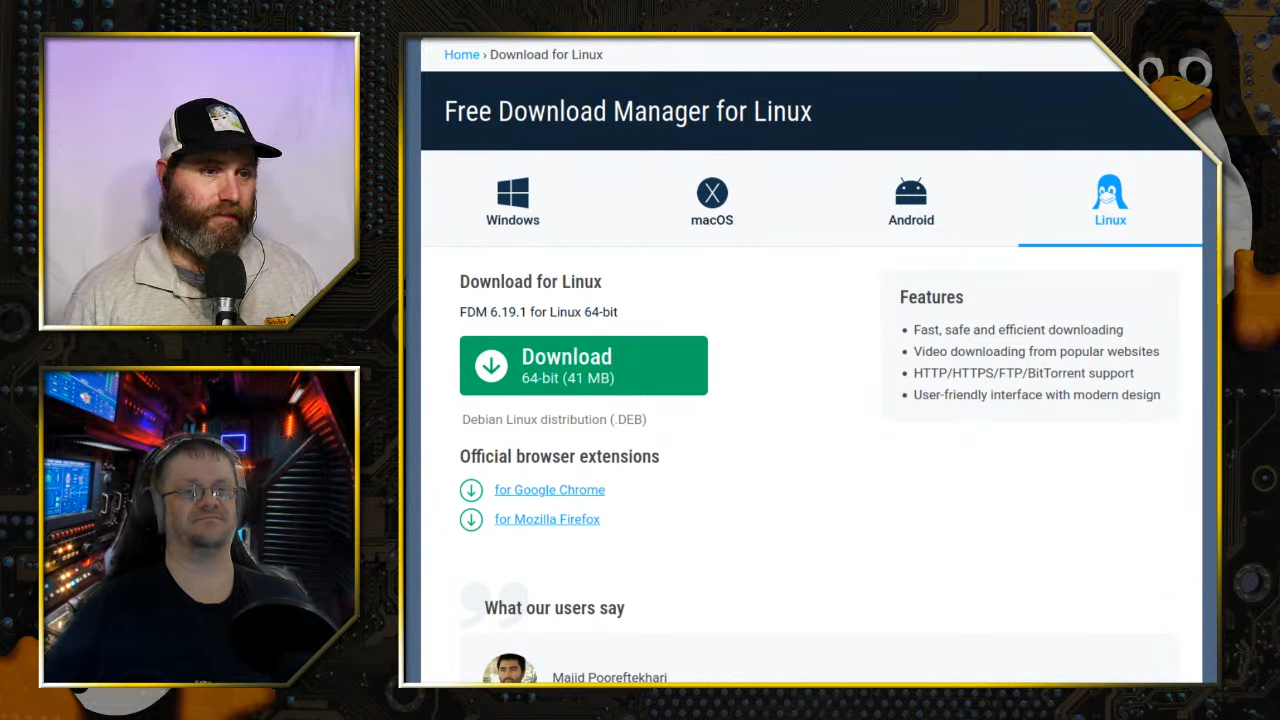 Home › Download for Linux
Free Download Manager for Linux
Windows
macOS
Android
Linux
Download for Linux
FDM 6.19.1 for Linux 64-bit
Download
64-bit (41 MB)
Debian Linux distribution (.DEB)
Official browser extensions
for Google Chrome
for Mozilla Firefox
Features
• Fast, safe and efficient downloading
• Video downloading from popular websites
• HTTP/HTTPS/FTP/BitTorrent support
• User-friendly interface with modern design
What our users say
Majid Pooreftekhari